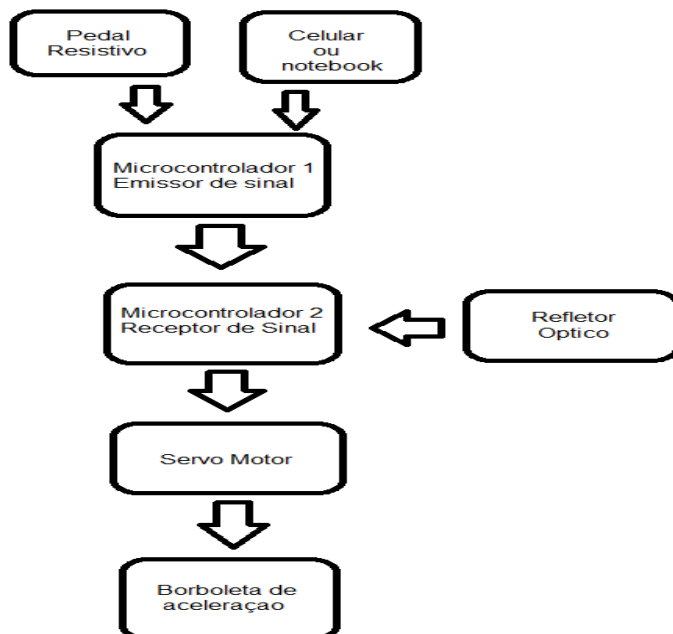 Pedal
Resistivo
Celular
ou
notebook
Microcontrolador 1
Emissor de sinal
Microcontrolador 2
Receptor de Sinal
Refletor
Optico
Servo Motor
Borboleta de
aceleraçao